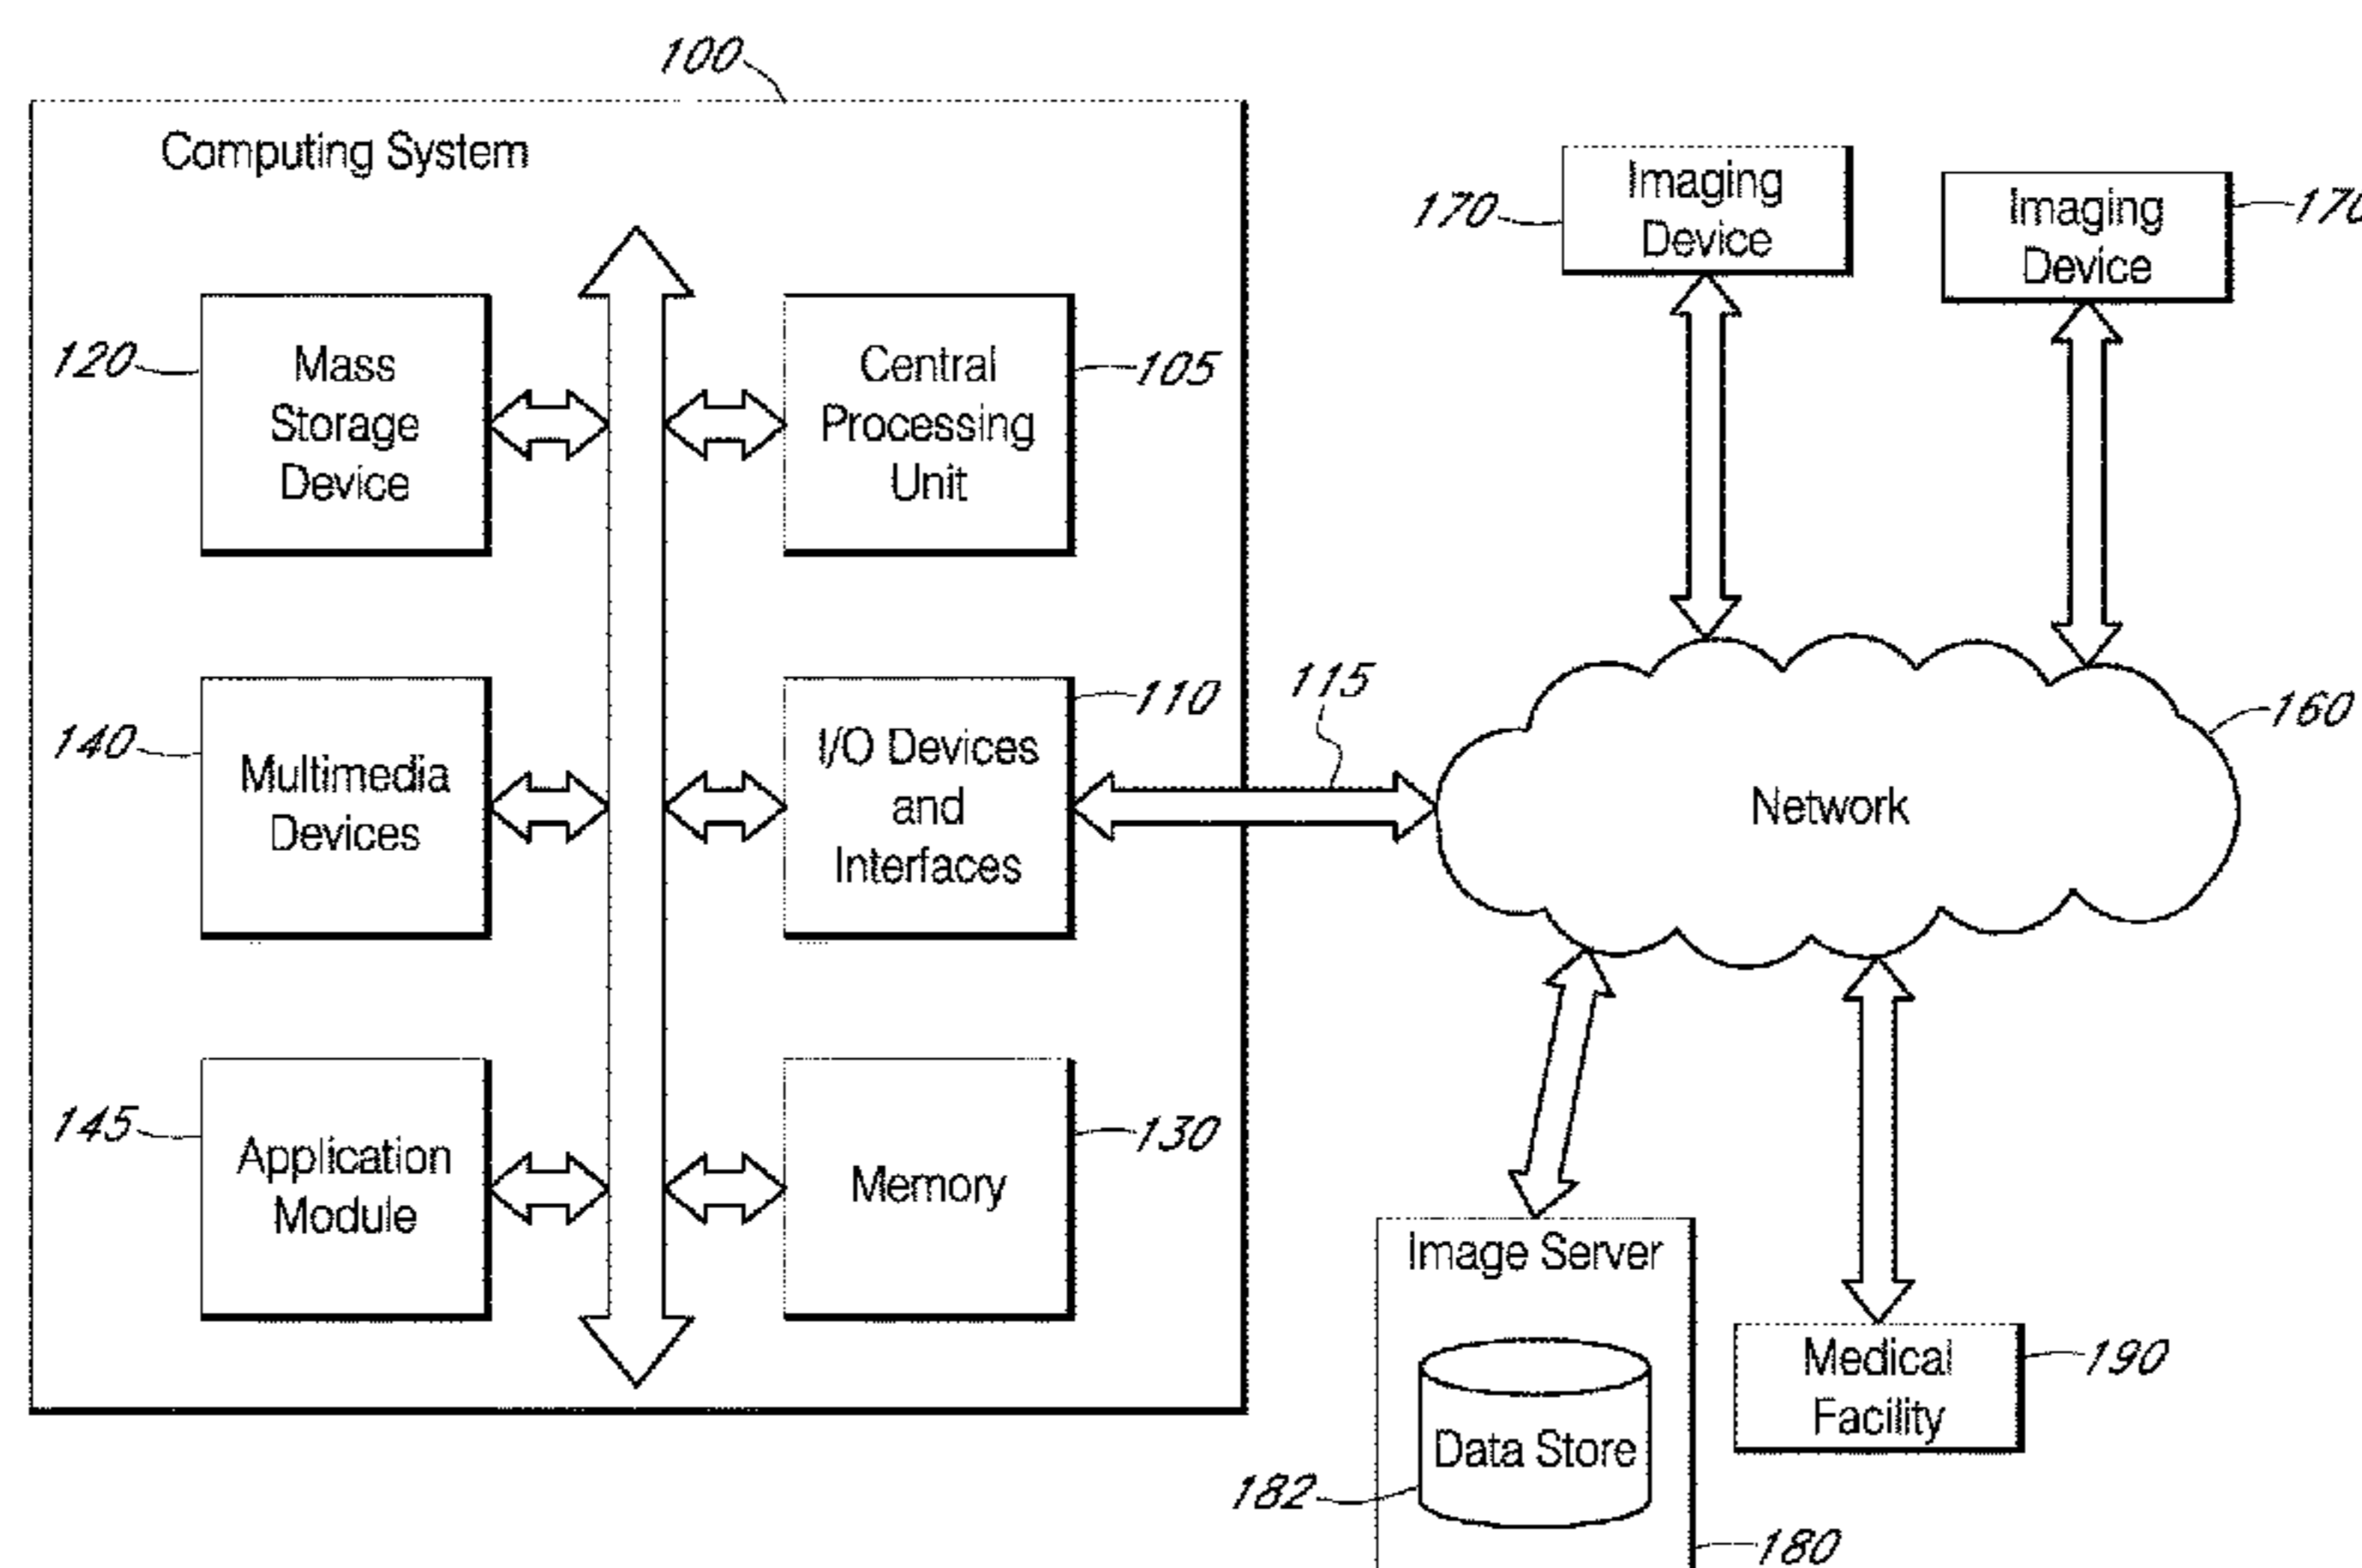 100
Computing System
Imaging
Device
170
Imaging
Device
170
120
Mass
Storage
Device
Central
Processing
Unit
105
140
Multimedia
Devices
I/O Devices
and
Interfaces
110
115
Network
160
145
Application
Module
Memory
130
Image Server
Data Store
182
180
Medical
Facility
190